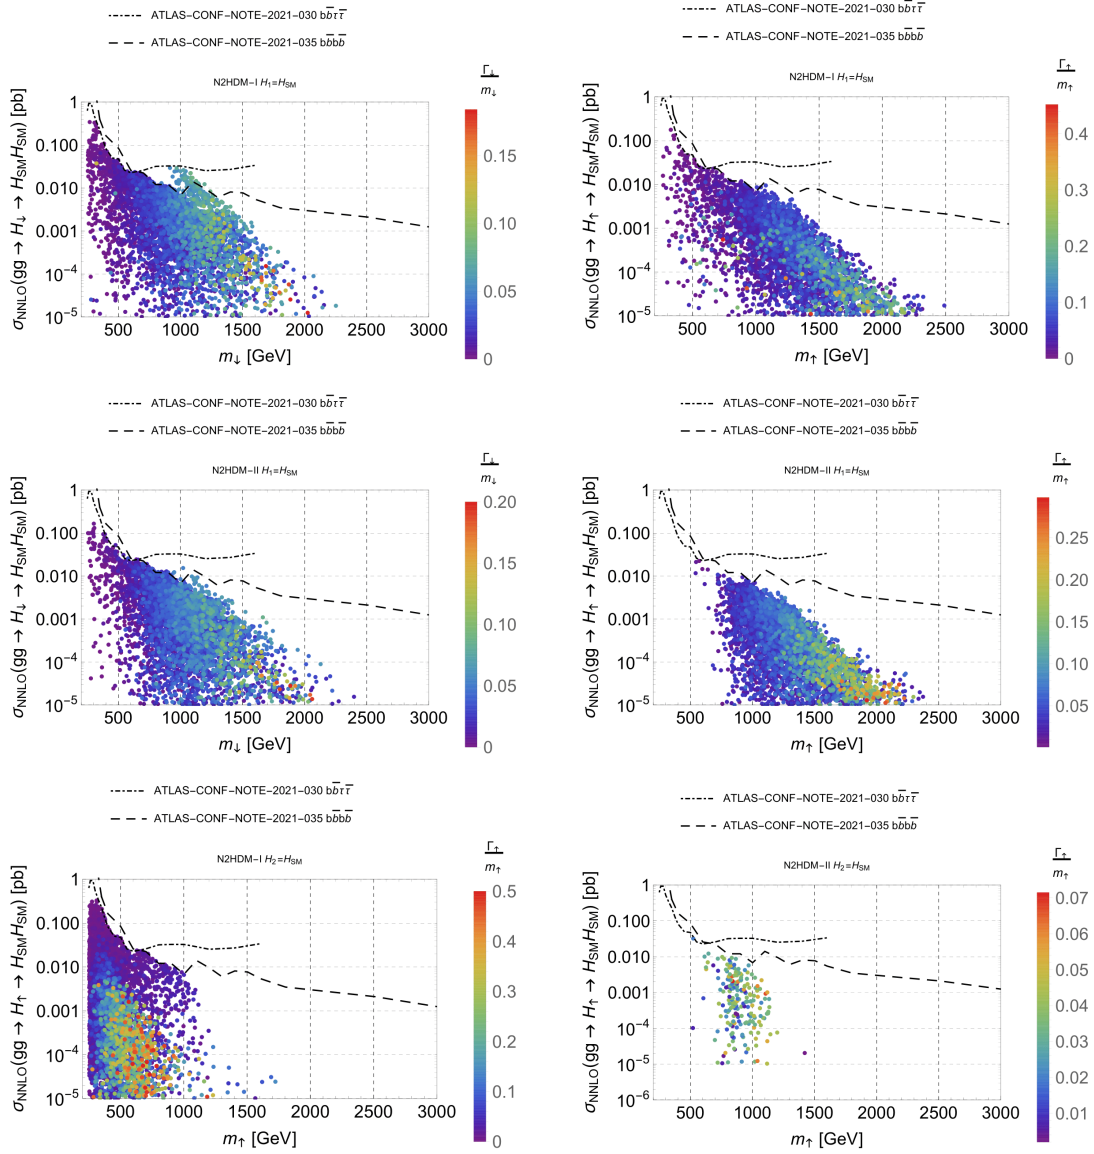 ATLAS−CONF−NOTE−2021−030 bb̅ττ̅
ATLAS−CONF−NOTE−2021−035 bb̅bb̅
N2HDM−I H₁=H_SM
Γ↓
m↓
σ_NNLO(gg → H↓ → H_SM H_SM) [pb]
1
0.100
0.010
0.001
10⁻⁴
10⁻⁵
500 1000 1500 2000 2500 3000
m↓ [GeV]
0.15
0.10
0.05
0
ATLAS−CONF−NOTE−2021−030 bb̅ττ̅
ATLAS−CONF−NOTE−2021−035 bb̅bb̅
N2HDM−I H₁=H_SM
Γ↑
m↑
σ_NNLO(gg → H↑ → H_SM H_SM) [pb]
1
0.100
0.010
0.001
10⁻⁴
10⁻⁵
500 1000 1500 2000 2500 3000
m↑ [GeV]
0.4
0.3
0.2
0.1
0
ATLAS−CONF−NOTE−2021−030 bb̅ττ̅
ATLAS−CONF−NOTE−2021−035 bb̅bb̅
N2HDM−II H₁=H_SM
Γ↓
m↓
σ_NNLO(gg → H↓ → H_SM H_SM) [pb]
1
0.100
0.010
0.001
10⁻⁴
10⁻⁵
500 1000 1500 2000 2500 3000
m↓ [GeV]
0.20
0.15
0.10
0.05
0
ATLAS−CONF−NOTE−2021−030 bb̅ττ̅
ATLAS−CONF−NOTE−2021−035 bb̅bb̅
N2HDM−II H₁=H_SM
Γ↑
m↑
σ_NNLO(gg → H↑ → H_SM H_SM) [pb]
1
0.100
0.010
0.001
10⁻⁴
10⁻⁵
500 1000 1500 2000 2500 3000
m↑ [GeV]
0.25
0.20
0.15
0.10
0.05
ATLAS−CONF−NOTE−2021−030 bb̅ττ̅
ATLAS−CONF−NOTE−2021−035 bb̅bb̅
N2HDM−I H₂=H_SM
Γ↑
m↑
σ_NNLO(gg → H↑ → H_SM H_SM) [pb]
1
0.100
0.010
0.001
10⁻⁴
10⁻⁵
500 1000 1500 2000 2500 3000
m↑ [GeV]
0.5
0.4
0.3
0.2
0.1
0
ATLAS−CONF−NOTE−2021−030 bb̅ττ̅
ATLAS−CONF−NOTE−2021−035 bb̅bb̅
N2HDM−II H₂=H_SM
Γ↑
m↑
σ_NNLO(gg → H↑ → H_SM H_SM) [pb]
1
0.100
0.010
0.001
10⁻⁴
10⁻⁵
10⁻⁶
500 1000 1500 2000 2500 3000
m↑ [GeV]
0.07
0.06
0.05
0.04
0.03
0.02
0.01